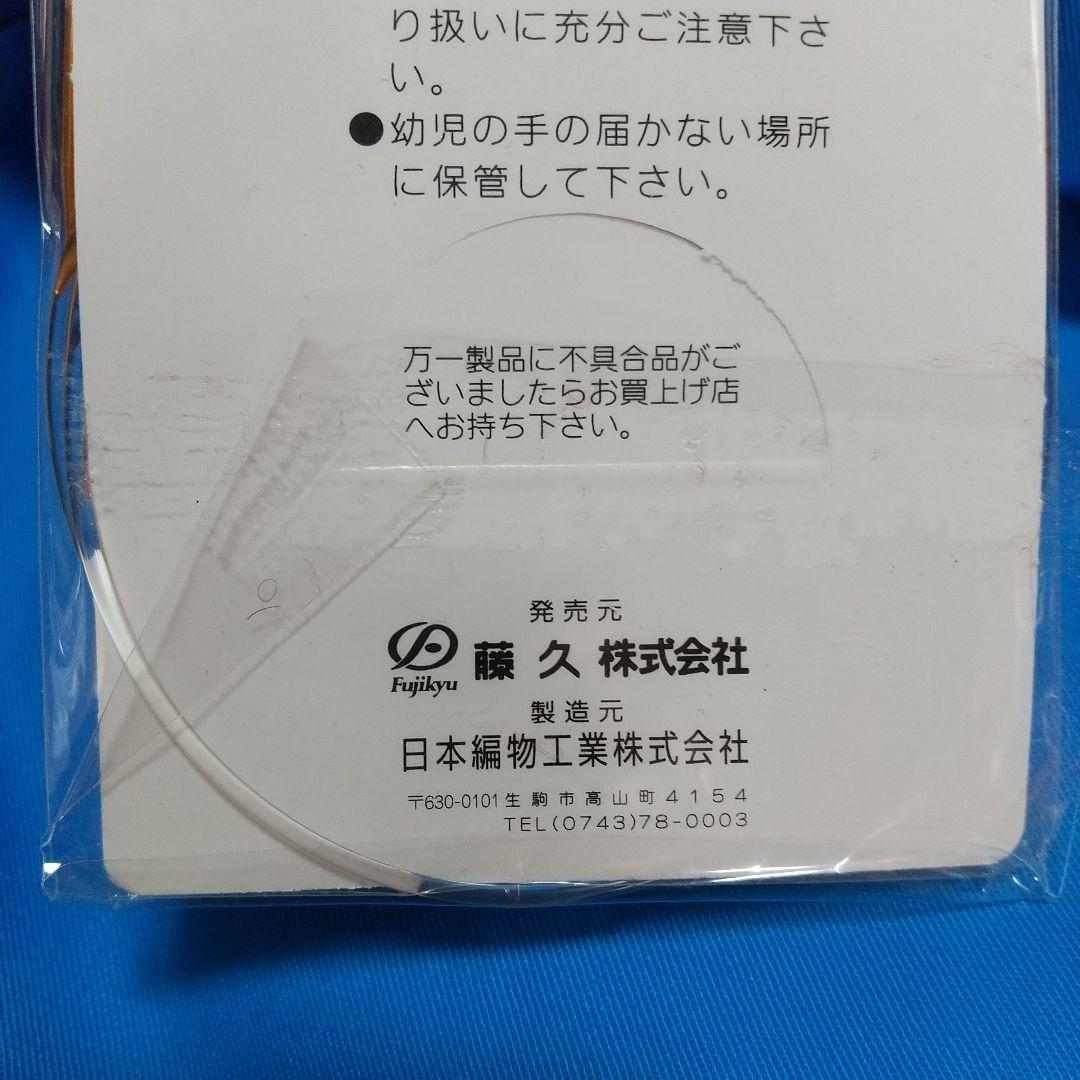 り扱いに充分ご注意下さ
い。
●幼児の手の届かない場所
に保管して下さい。
万一製品に不具合品がご
ざいましたらお買上げ店
へお持ち下さい。
発売元
Fujikyu 藤久株式会社
製造元
日本編物工業株式会社
〒630-0101生駒市高山町4154
TEL(0743)78-0003